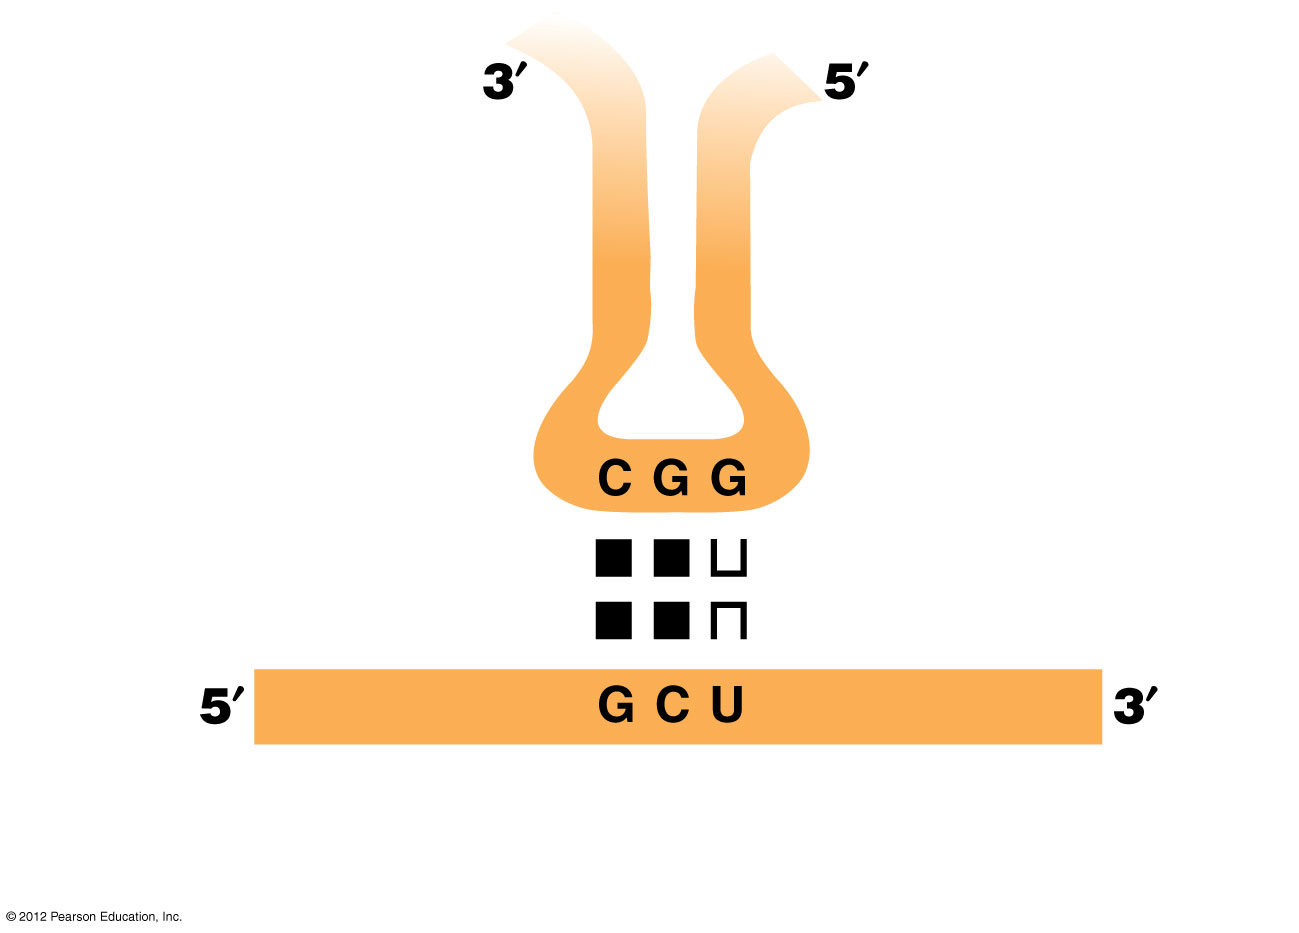 3′ 5′
C G G
5′ G C U 3′
© 2012 Pearson Education, Inc.